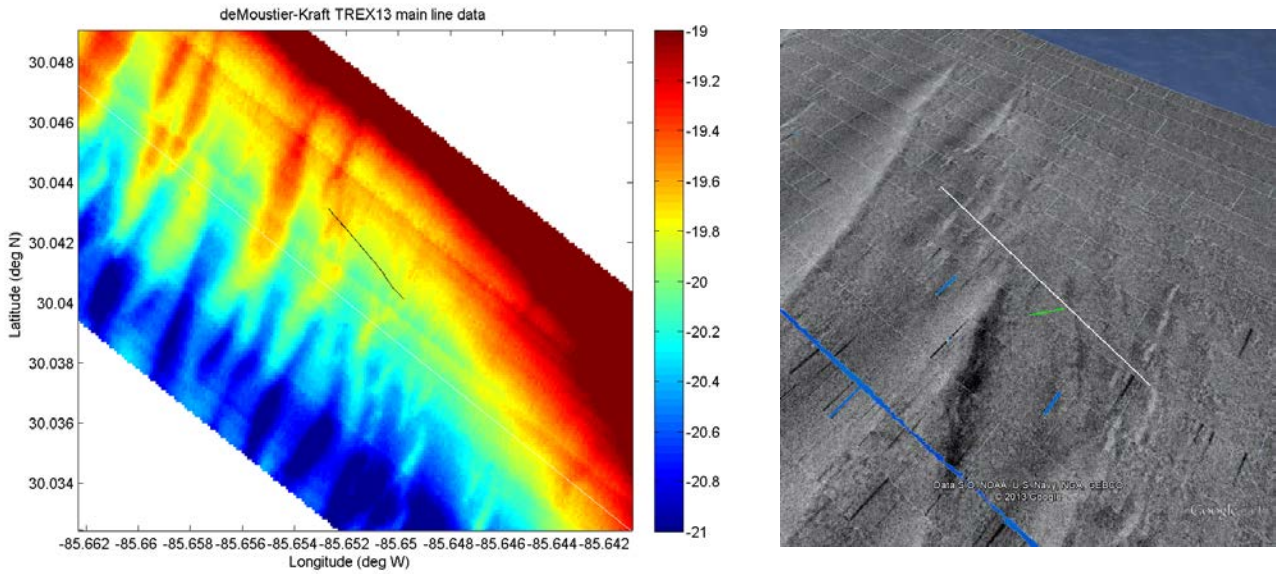 deMoustier-Kraft TREX13 main line data
30.048
30.046
30.044
30.042
30.04
30.038
30.036
30.034
Latitude (deg N)
-85.662 -85.66 -85.658 -85.656 -85.654 -85.652 -85.65 -85.648 -85.646 -85.644 -85.642
Longitude (deg W)
-19
-19.2
-19.4
-19.6
-19.8
-20
-20.2
-20.4
-20.6
-20.8
-21
Data SIO, NOAA, U.S. Navy, NGA, GEBCO
© 2013 Google
Google